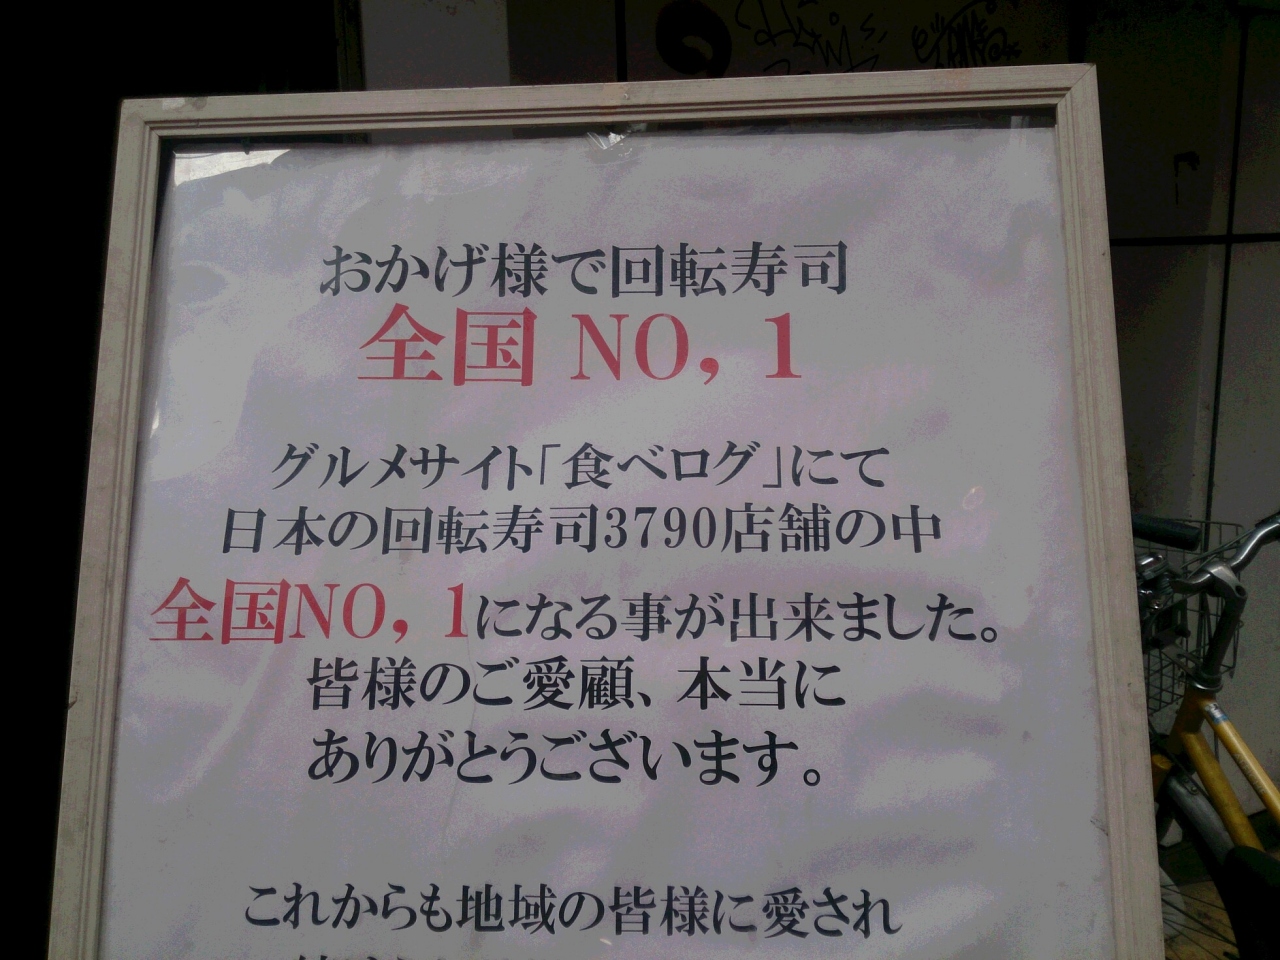 おかげ様で回転寿司
全国 NO，1
グルメサイト「食べログ」にて
日本の回転寿司3790店舗の中
全国NO，1になる事が出来ました。
皆様のご愛顧、本当に
ありがとうございます。
これからも地域の皆様に愛され